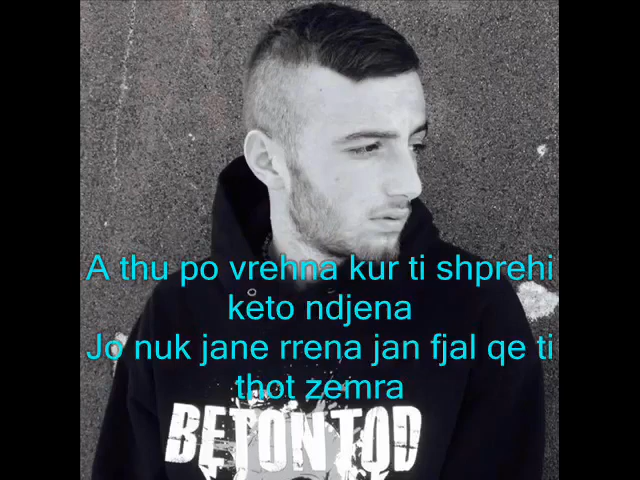 A thu po vrehna kur ti shprehi
keto ndjena
Jo nuk jane rrena jan fjal qe ti
thot zemra
BETONTOD